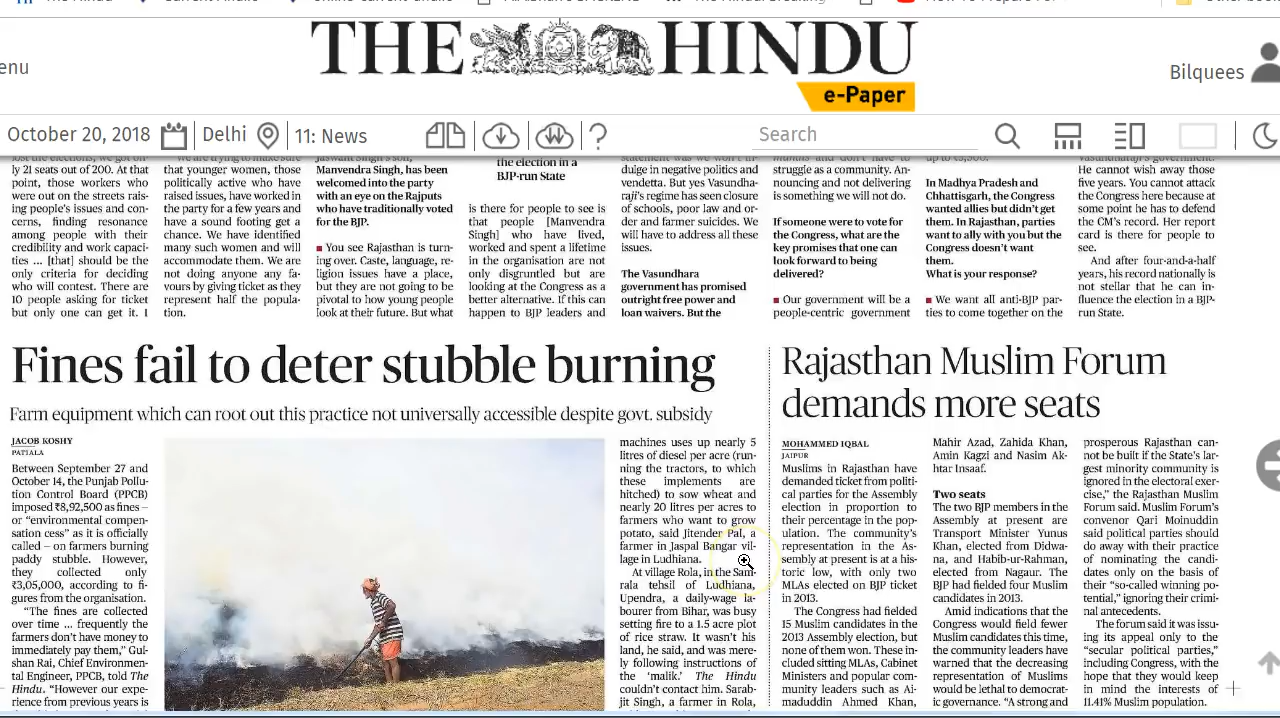 The Hindu
THE HINDU
e-Paper
enu
Bilquees
October 20, 2018
Delhi
11: News
?
Search
ly 21 seats out of 200. At that
point, those workers who
were out on the streets rais-
ing people's issues and con-
cerns, finding resonance
among people with their
credibility and work capaci-
ties ... [that] should be the
only criteria for deciding
who will contest. There are
10 people asking for ticket
but only one can get it. I
we are trying to make sure
that younger women, those
politically active who have
raised issues, have worked in
the party for a few years and
have a sound footing get a
chance. We have identified
many such women and will
accommodate them. We are
not doing anyone any fa-
vours by giving ticket as they
represent half the popula-
tion.
Jaswant Singh's son,
Manvendra Singh, has been
welcomed into the party
with an eye on the Rajputs
who have traditionally voted
for the BJP.
■ You see Rajasthan is turn-
ing over. Caste, language, re-
ligion issues have a place,
but they are not going to be
pivotal to how young people
look at their future. But what
the election in a
BJP-run State
is there for people to see is
that people [Manvendra
Singh] who have lived,
worked and spent a lifetime
in the organisation are not
only disgruntled but are
looking at the Congress as a
better alternative. If this can
happen to BJP leaders and
statement was we won't in-
dulge in negative politics and
vendetta. But yes Vasundha-
raji's regime has seen closure
of schools, poor law and or-
der and farmer suicides. We
will have to address all these
issues.
The Vasundhara
government has promised
outright free power and
loan waivers. But the
mandis and don't have to
struggle as a community. An-
nouncing and not delivering
is something we will not do.
If someone were to vote for
the Congress, what are the
key promises that one can
look forward to being
delivered?
■ Our government will be a
people-centric government
up to ₹3,500.
In Madhya Pradesh and
Chhattisgarh, the Congress
wanted allies but didn't get
them. In Rajasthan, parties
want to ally with you but the
Congress doesn't want
them.
What is your response?
■ We want all anti-BJP par-
ties to come together on the
Vasundharaji's government.
He cannot wish away those
five years. You cannot attack
the Congress here because at
some point he has to defend
the CM's record. Her report
card is there for people to
see.
And after four-and-a-half
years, his record nationally is
not stellar that he can in-
fluence the election in a BJP-
run State.
Fines fail to deter stubble burning
Farm equipment which can root out this practice not universally accessible despite govt. subsidy
JACOB KOSHY
PATIALA
Between September 27 and
October 14, the Punjab Pollu-
tion Control Board (PPCB)
imposed ₹8,92,500 as fines –
or "environmental compen-
sation cess" as it is officially
called – on farmers burning
paddy stubble. However,
they collected only
₹3,05,000, according to fi-
gures from the organisation.
"The fines are collected
over time ... frequently the
farmers don't have money to
immediately pay them," Gul-
shan Rai, Chief Environmen-
tal Engineer, PPCB, told The
Hindu. "However our expe-
rience from previous years is
machines uses up nearly 5
litres of diesel per acre (run-
ning the tractors, to which
these implements are
hitched) to sow wheat and
nearly 20 litres per acres to
farmers who want to grow
potato, said Jitender Pal, a
farmer in Jaspal Bangar vil-
lage in Ludhiana.
At village Rola, in the Sam-
rala tehsil of Ludhiana,
Upendra, a daily-wage la-
bourer from Bihar, was busy
setting fire to a 1.5 acre plot
of rice straw. It wasn't his
land, he said, and was mere-
ly following instructions of
the 'malik.' The Hindu
couldn't contact him. Sarab-
jit Singh, a farmer in Rola,
Rajasthan Muslim Forum
demands more seats
MOHAMMED IQBAL
JAIPUR
Muslims in Rajasthan have
demanded ticket from politi-
cal parties for the Assembly
election in proportion to
their percentage in the pop-
ulation. The community's
representation in the As-
sembly at present is at a his-
toric low, with only two
MLAs elected on BJP ticket
in 2013.
The Congress had fielded
15 Muslim candidates in the
2013 Assembly election, but
none of them won. These in-
cluded sitting MLAs, Cabinet
Ministers and popular com-
munity leaders such as Ai-
maduddin Ahmed Khan,
Mahir Azad, Zahida Khan,
Amin Kagzi and Nasim Ak-
htar Insaaf.
Two seats
The two BJP members in the
Assembly at present are
Transport Minister Yunus
Khan, elected from Didwa-
na, and Habib-ur-Rahman,
elected from Nagaur. The
BJP had fielded four Muslim
candidates in 2013.
Amid indications that the
Congress would field fewer
Muslim candidates this time,
the community leaders have
warned that the decreasing
representation of Muslims
would be lethal to democrat-
ic governance. "A strong and
prosperous Rajasthan can-
not be built if the State's lar-
gest minority community is
ignored in the electoral exer-
cise," the Rajasthan Muslim
Forum said. Muslim Forum's
convenor Qari Moinuddin
said political parties should
do away with their practice
of nominating the candi-
dates only on the basis of
their "so-called winning po-
tential," ignoring their crimi-
nal antecedents.
The forum said it was issu-
ing its appeal only to the
"secular political parties,"
including Congress, with the
hope that they would keep
in mind the interests of
11.41% Muslim population.